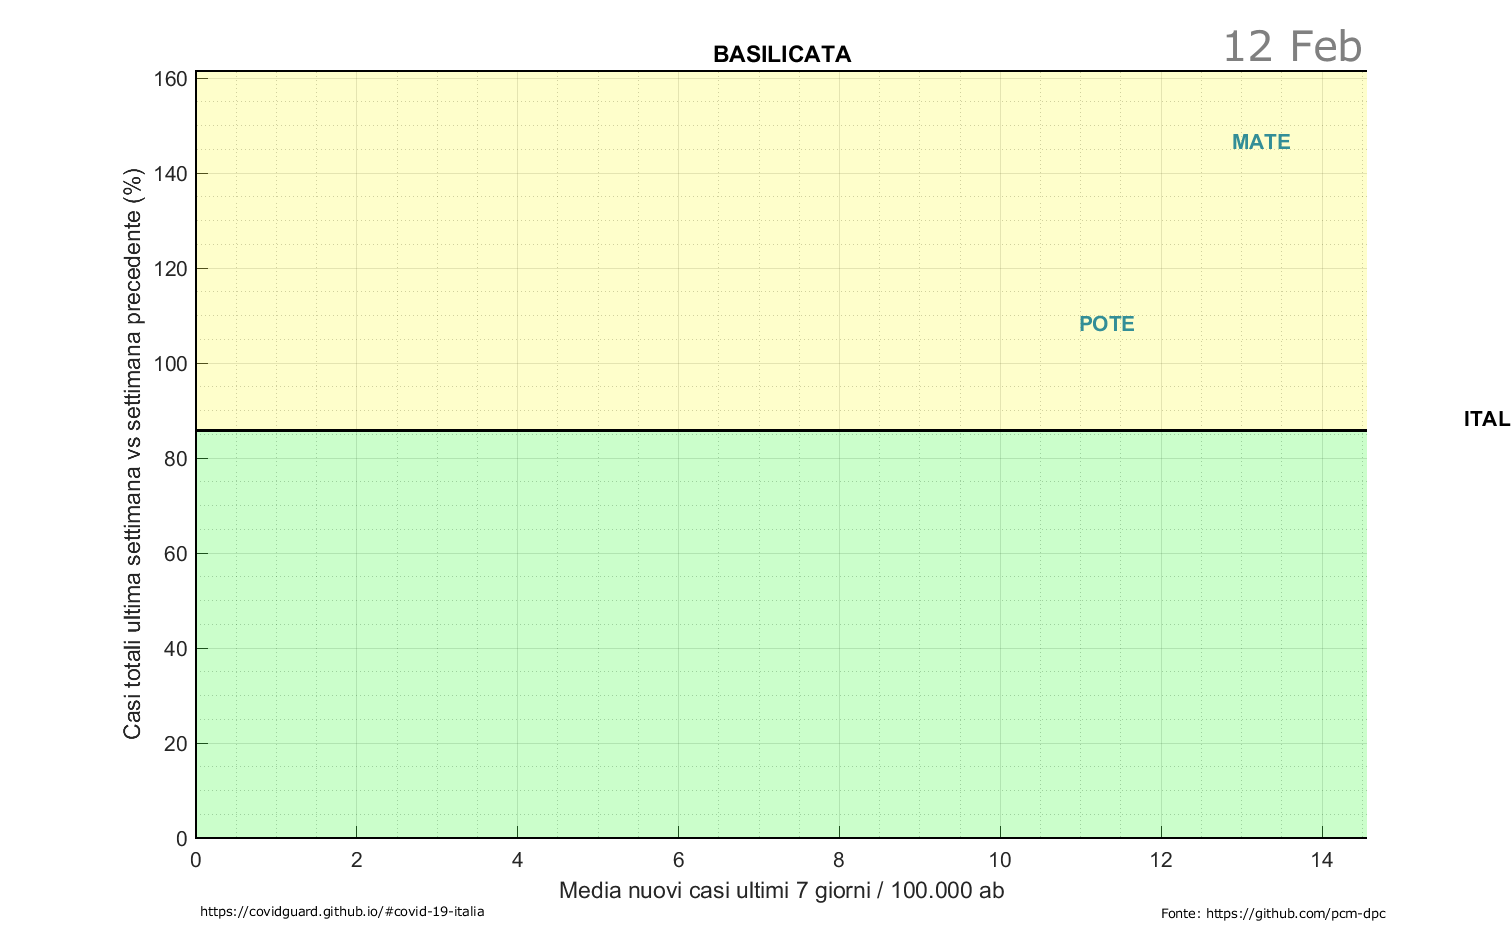 BASILICATA
12 Feb
160
140
120
100
80
60
40
20
0
Casi totali ultima settimana vs settimana precedente (%)
MATE
POTE
ITAL
0 2 4 6 8 10 12 14
Media nuovi casi ultimi 7 giorni / 100.000 ab
https://covidguard.github.io/#covid-19-italia
Fonte: https://github.com/pcm-dpc